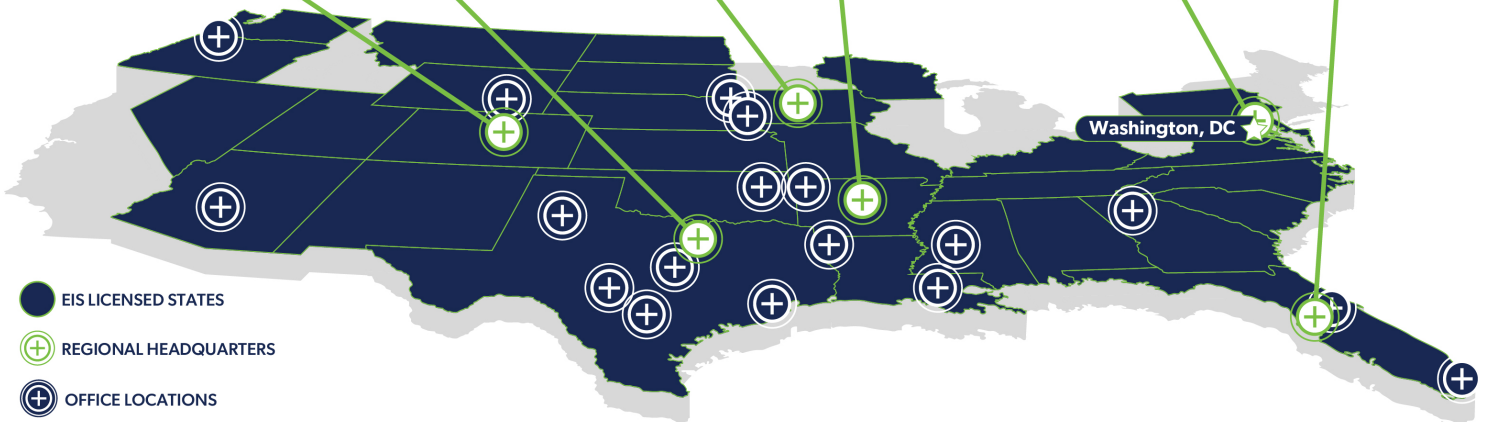 Washington, DC
EIS LICENSED STATES
REGIONAL HEADQUARTERS
OFFICE LOCATIONS